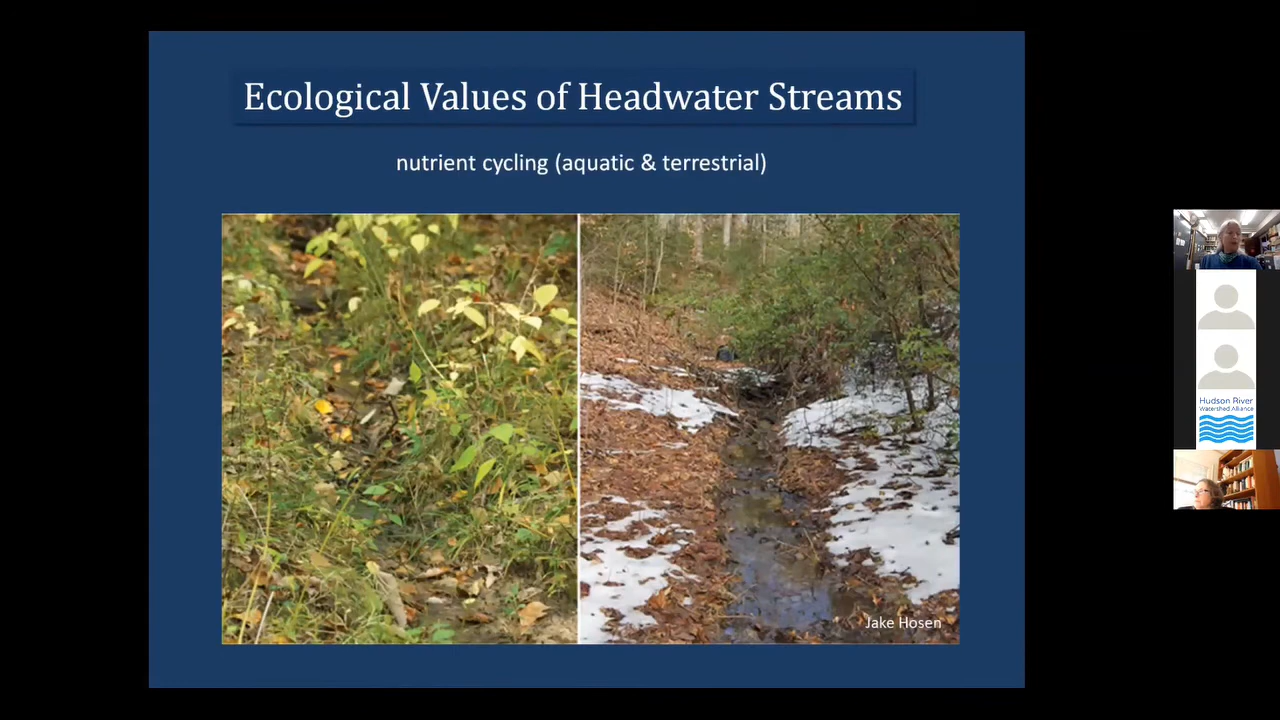 Ecological Values of Headwater Streams
nutrient cycling (aquatic & terrestrial)
Jake Hosen
Hudson River
Watershed Alliance